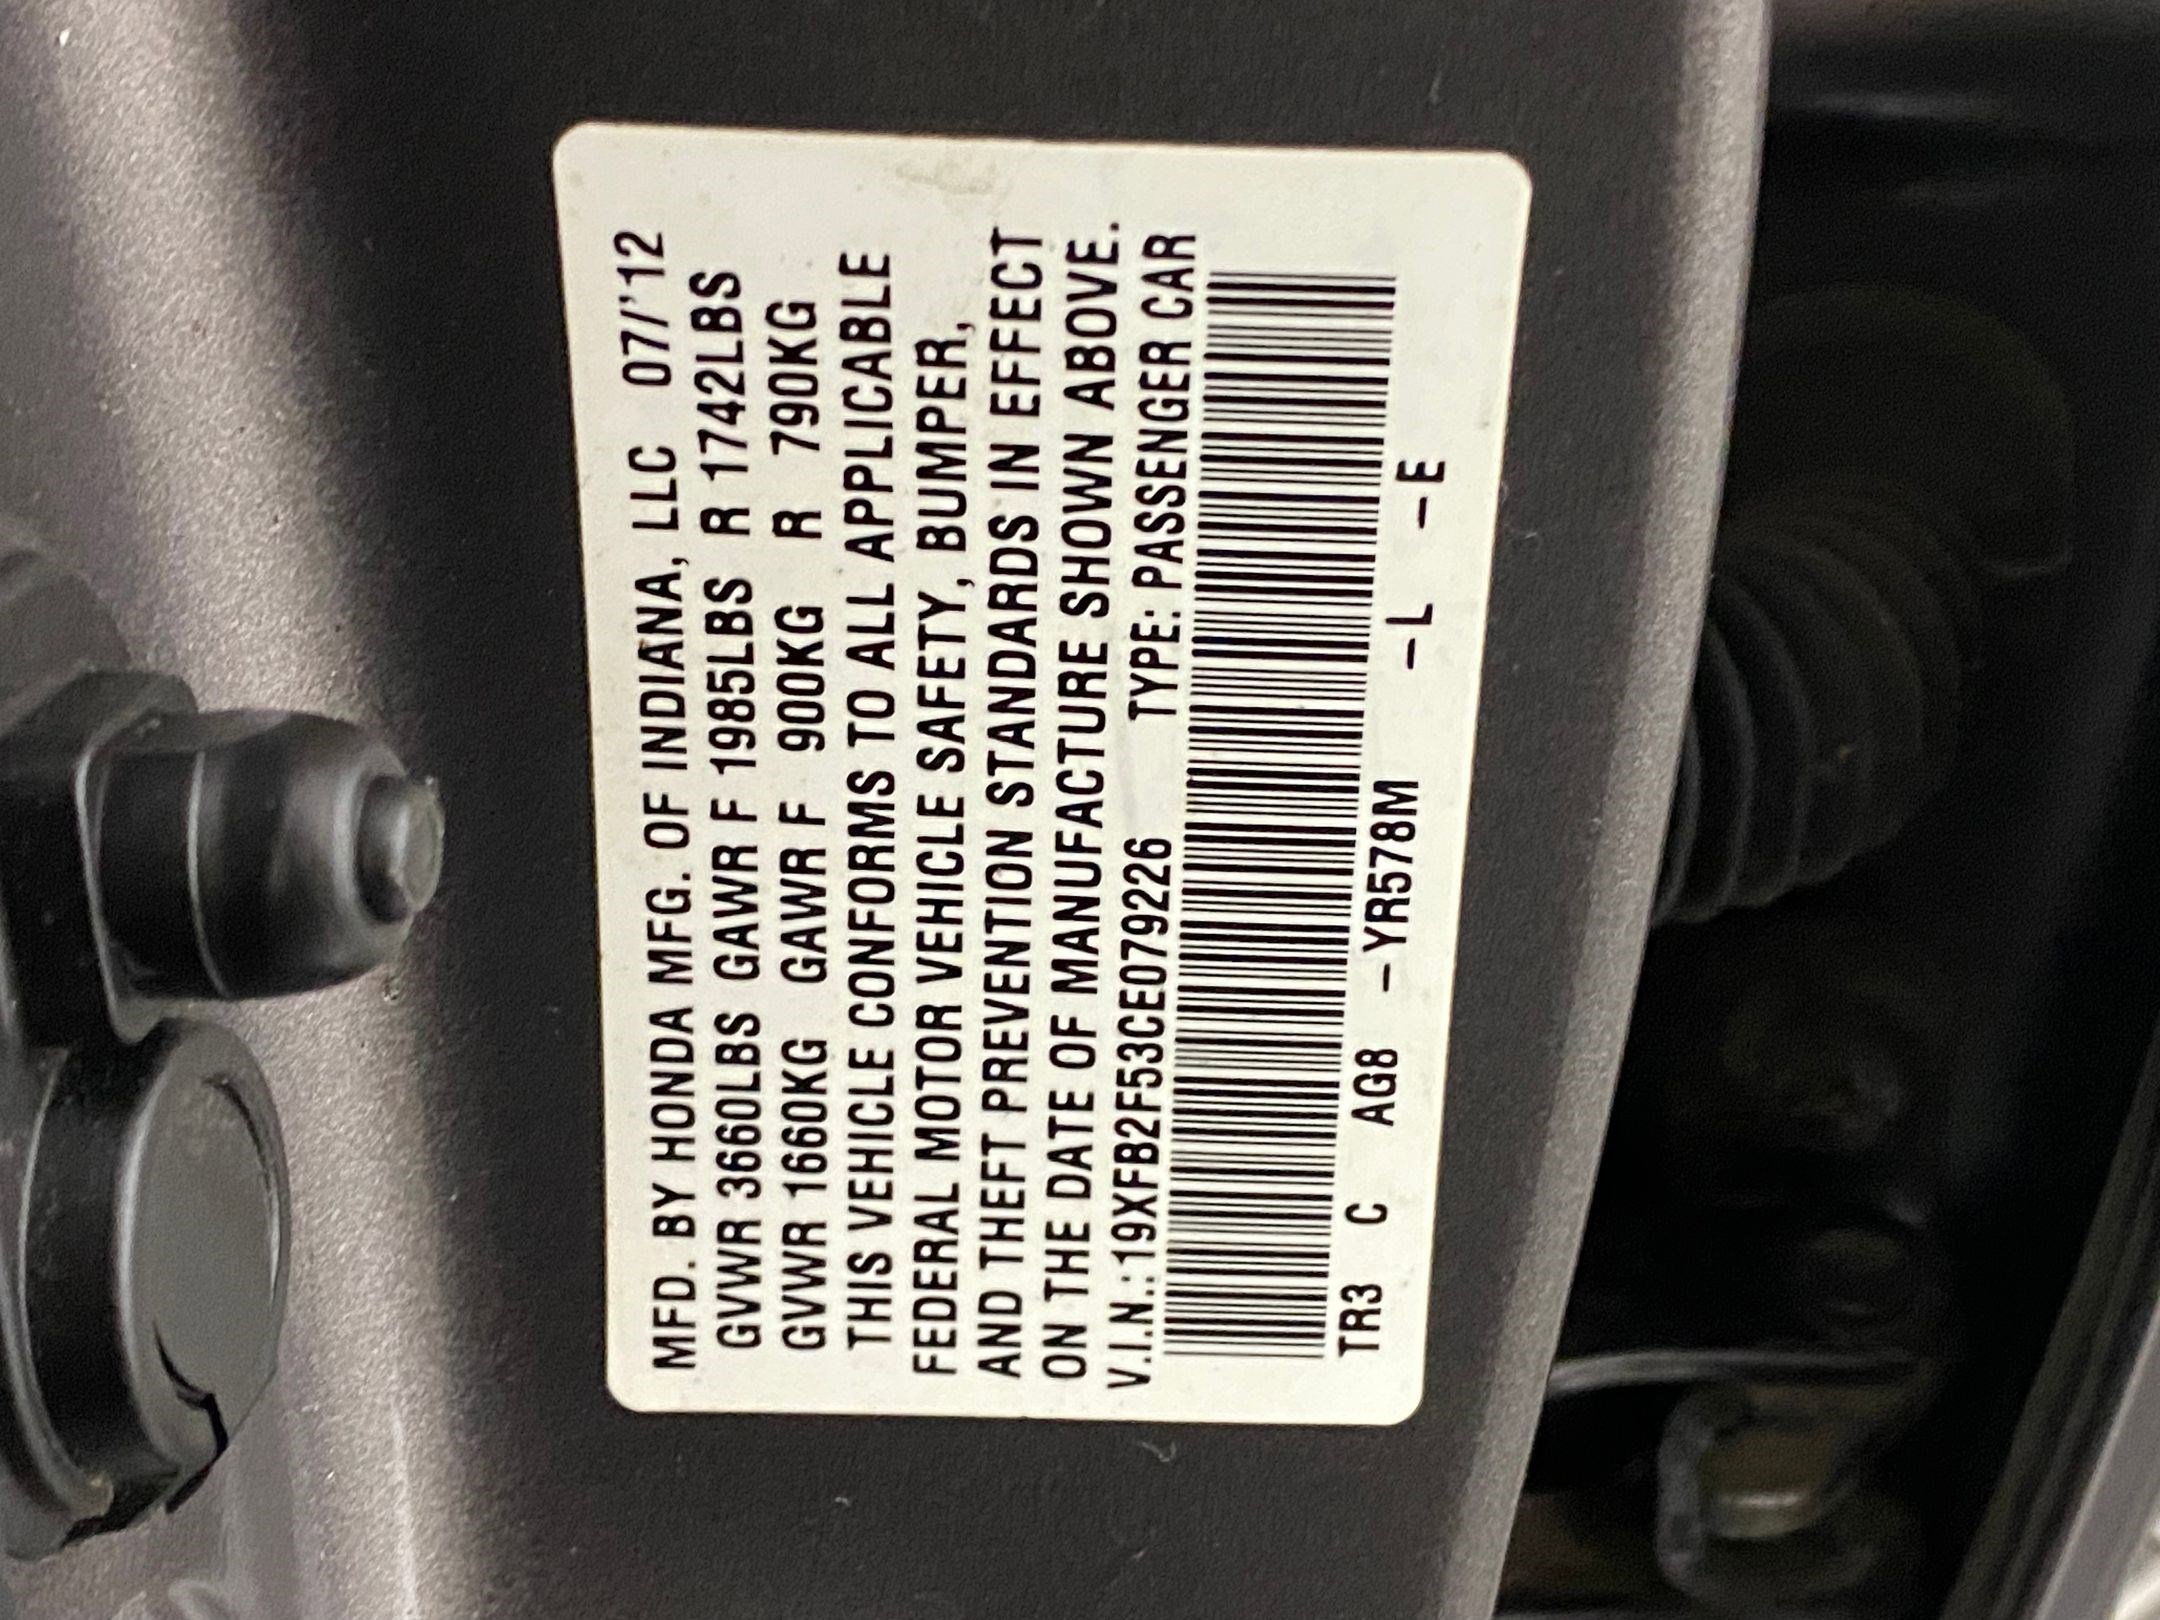 MFD. BY HONDA MFG. OF INDIANA, LLC 07/'12
GVWR 3660LBS GAWR F 1985LBS R 1742LBS
GVWR 1660KG GAWR F 900KG R 790KG
THIS VEHICLE CONFORMS TO ALL APPLICABLE
FEDERAL MOTOR VEHICLE SAFETY, BUMPER,
AND THEFT PREVENTION STANDARDS IN EFFECT
ON THE DATE OF MANUFACTURE SHOWN ABOVE.
V.I.N.: 19XFB2F53CE079226 TYPE: PASSENGER CAR
TR3 C AG8 –YR578M –L –E